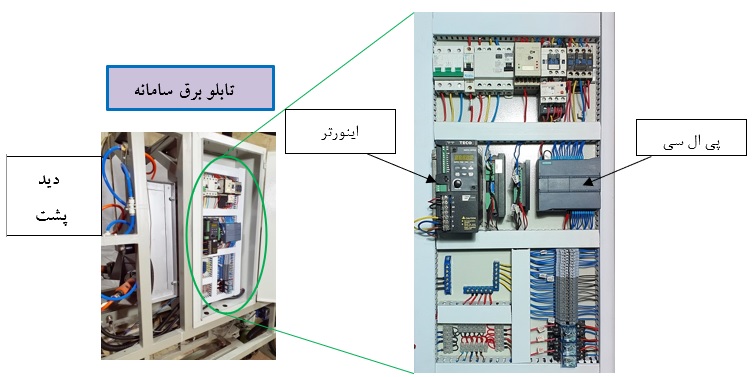 تابلو برق سامانه
اینورتر
پی ال سی
دید
پشت
TECO